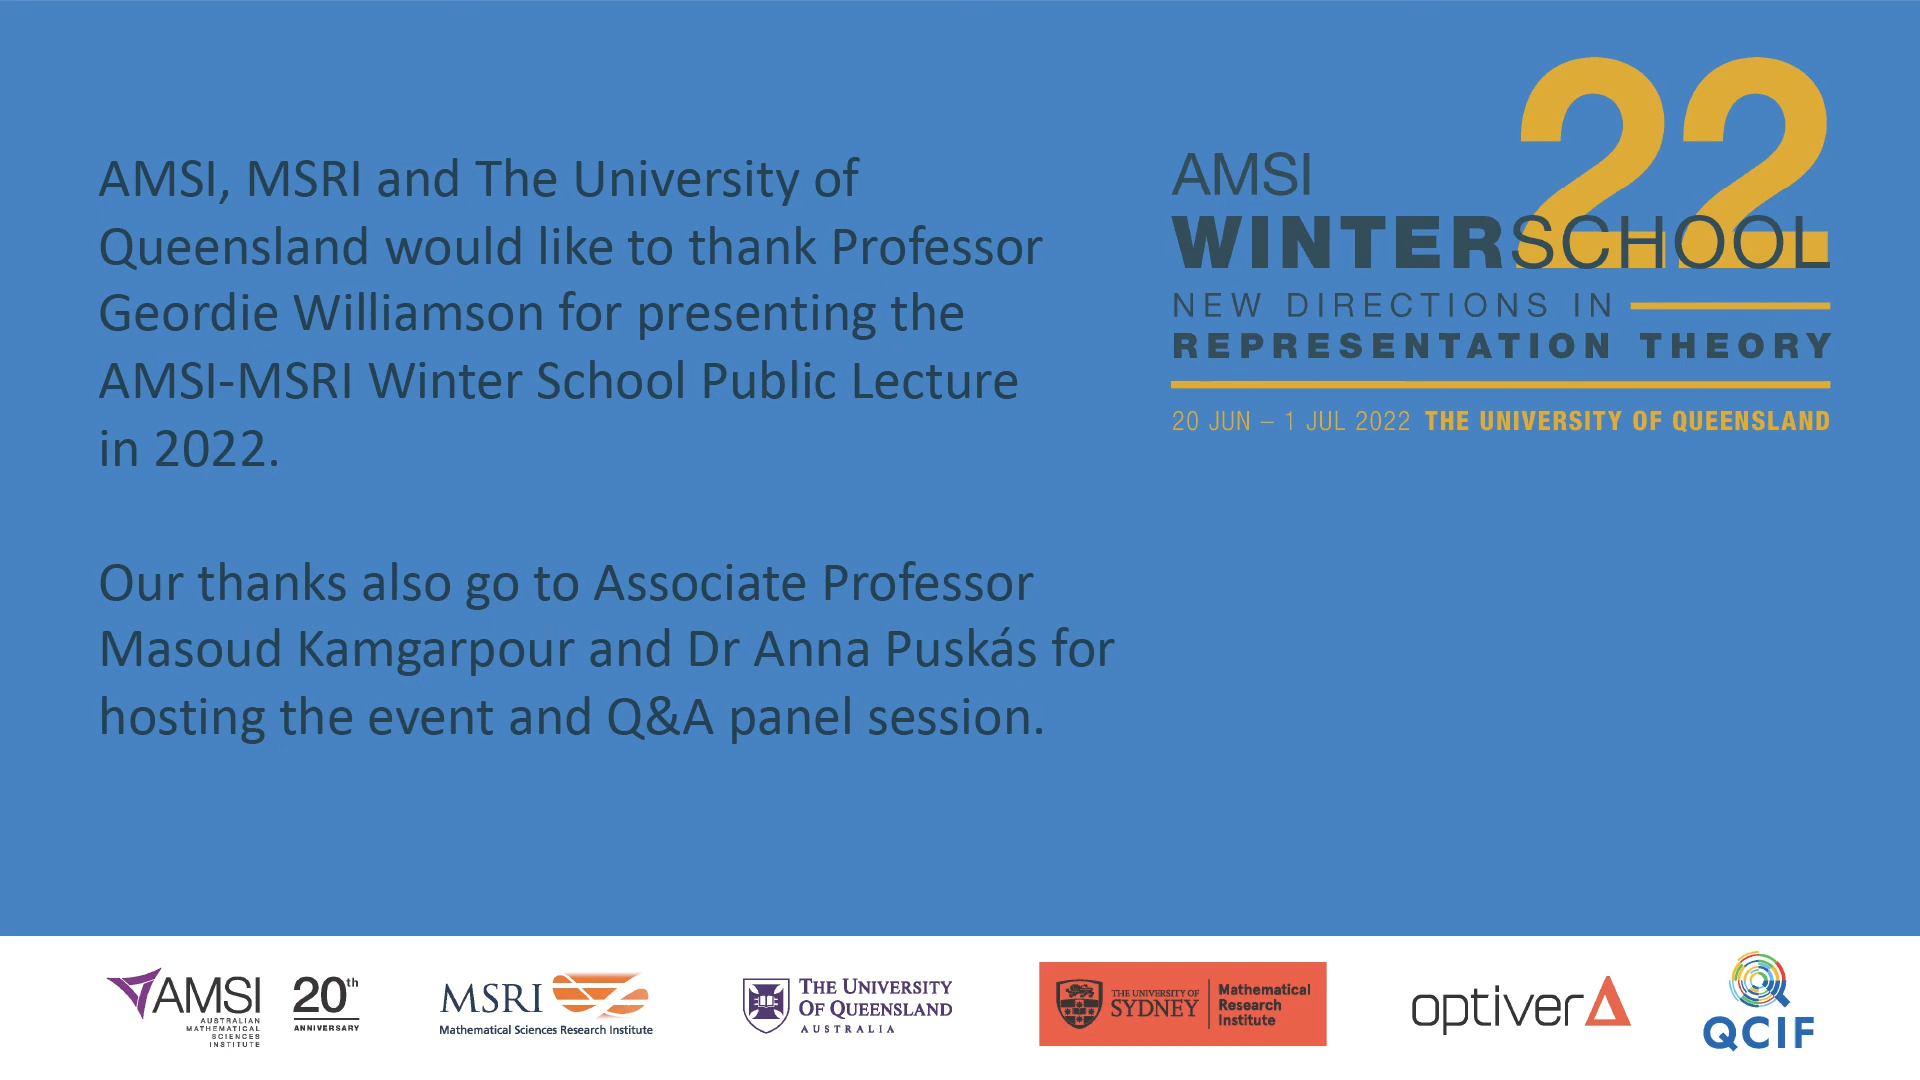 AMSI, MSRI and The University of
Queensland would like to thank Professor
Geordie Williamson for presenting the
AMSI-MSRI Winter School Public Lecture
in 2022.
Our thanks also go to Associate Professor
Masoud Kamgarpour and Dr Anna Puskás for
hosting the event and Q&A panel session.
22
AMSI
WINTERSCHOOL
NEW DIRECTIONS IN
REPRESENTATION THEORY
20 JUN – 1 JUL 2022 THE UNIVERSITY OF QUEENSLAND
AMSI
AUSTRALIAN
MATHEMATICAL
SCIENCES
INSTITUTE
20th
ANNIVERSARY
MSRI
Mathematical Sciences Research Institute
THE UNIVERSITY
OF QUEENSLAND
AUSTRALIA
THE UNIVERSITY OF
SYDNEY
Mathematical
Research
Institute
optiver
QCIF